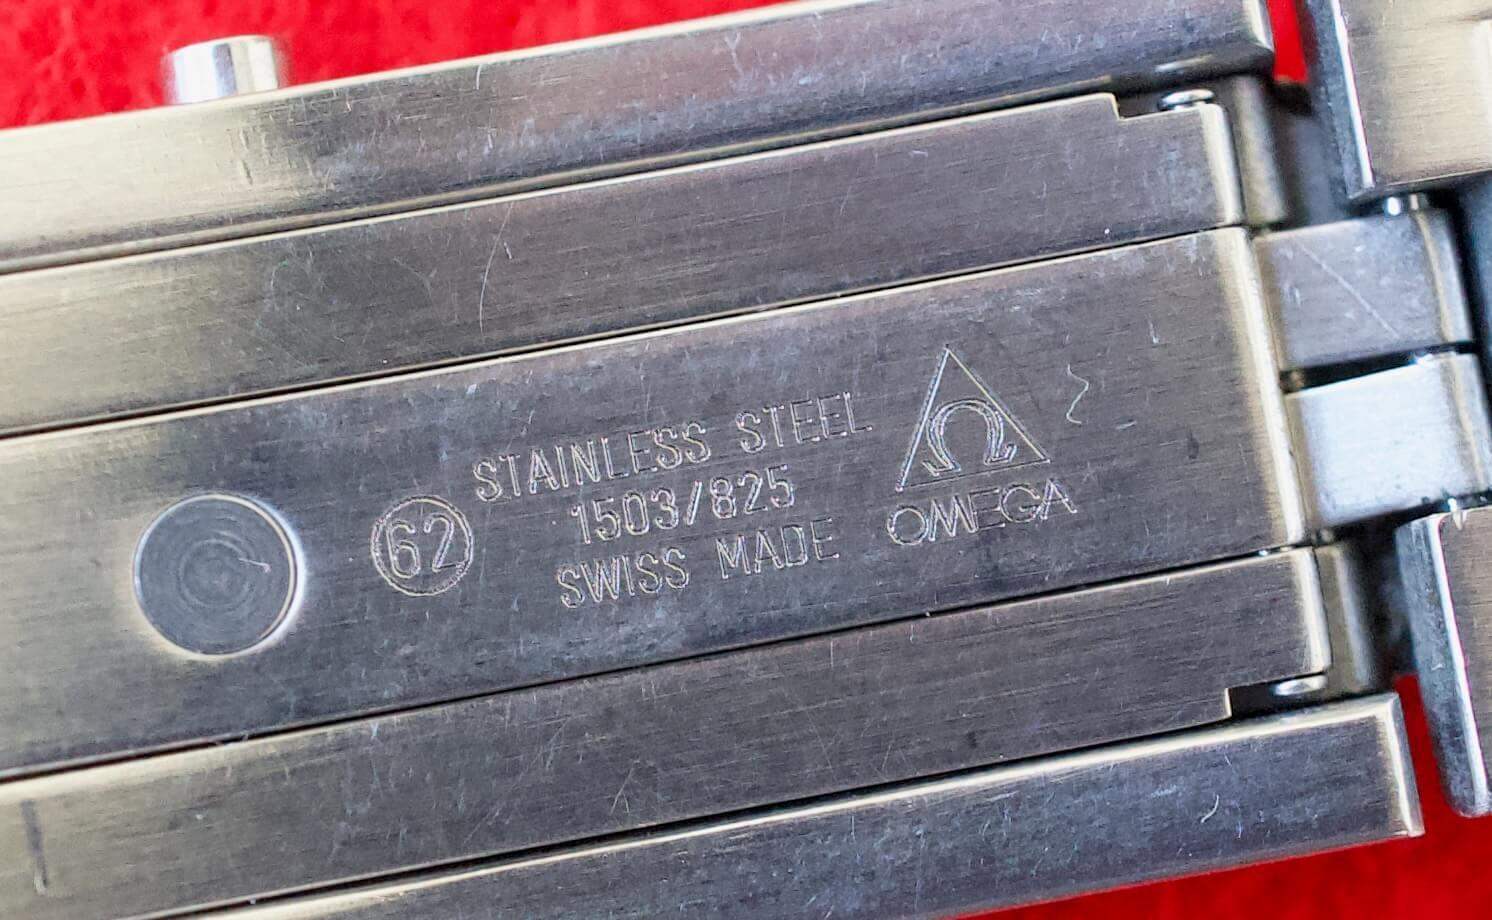 STAINLESS STEEL
62
1503/825
SWISS MADE
Ω
OMEGA